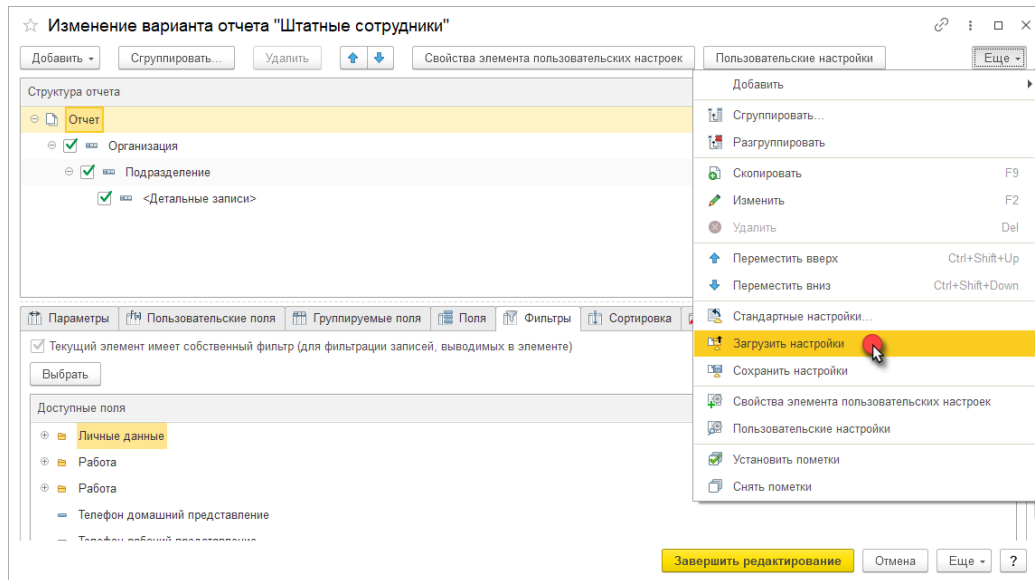 Изменение варианта отчета "Штатные сотрудники"
Добавить Сгруппировать... Удалить Свойства элемента пользовательских настроек Пользовательские настройки Еще
Структура отчета
Отчет
Организация
Подразделение
<Детальные записи>
Добавить
Сгруппировать...
Разгруппировать
Скопировать F9
Изменить F2
Удалить Del
Переместить вверх Ctrl+Shift+Up
Переместить вниз Ctrl+Shift+Down
Стандартные настройки...
Загрузить настройки
Сохранить настройки
Свойства элемента пользовательских настроек
Пользовательские настройки
Установить пометки
Снять пометки
Параметры Пользовательские поля Группируемые поля Поля Фильтры Сортировка
Текущий элемент имеет собственный фильтр (для фильтрации записей, выводимых в элементе)
Выбрать
Доступные поля
Личные данные
Работа
Работа
Телефон домашний представление
Телефон рабочий представление
Завершить редактирование Отмена Еще ?